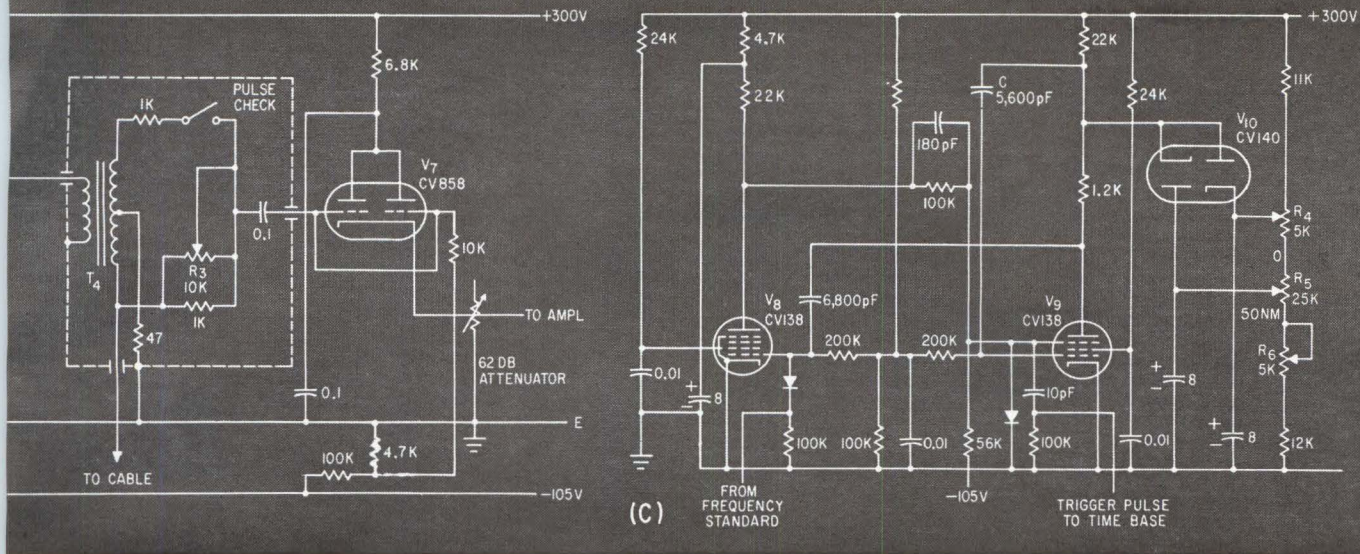 +300V
6.8K
PULSE
CHECK
1K
V7
CV858
0.1
10K
T4
R3
10K
1K
47
TO AMPL
62 DB
ATTENUATOR
0.1
E
4.7K
100K
TO CABLE
-105V
+300V
24K
4.7K
22K
C
5,600pF
22K
24K
11K
V10
CV140
180pF
100K
1.2K
R4
5K
0
V8
CV138
6,800pF
V9
CV138
R5
25K
50NM
200K
200K
R6
5K
0.01
+
-
8
10pF
+
-
8
100K
100K
0.01
56K
100K
0.01
+
-
8
12K
-105V
(C)
FROM
FREQUENCY
STANDARD
TRIGGER PULSE
TO TIME BASE